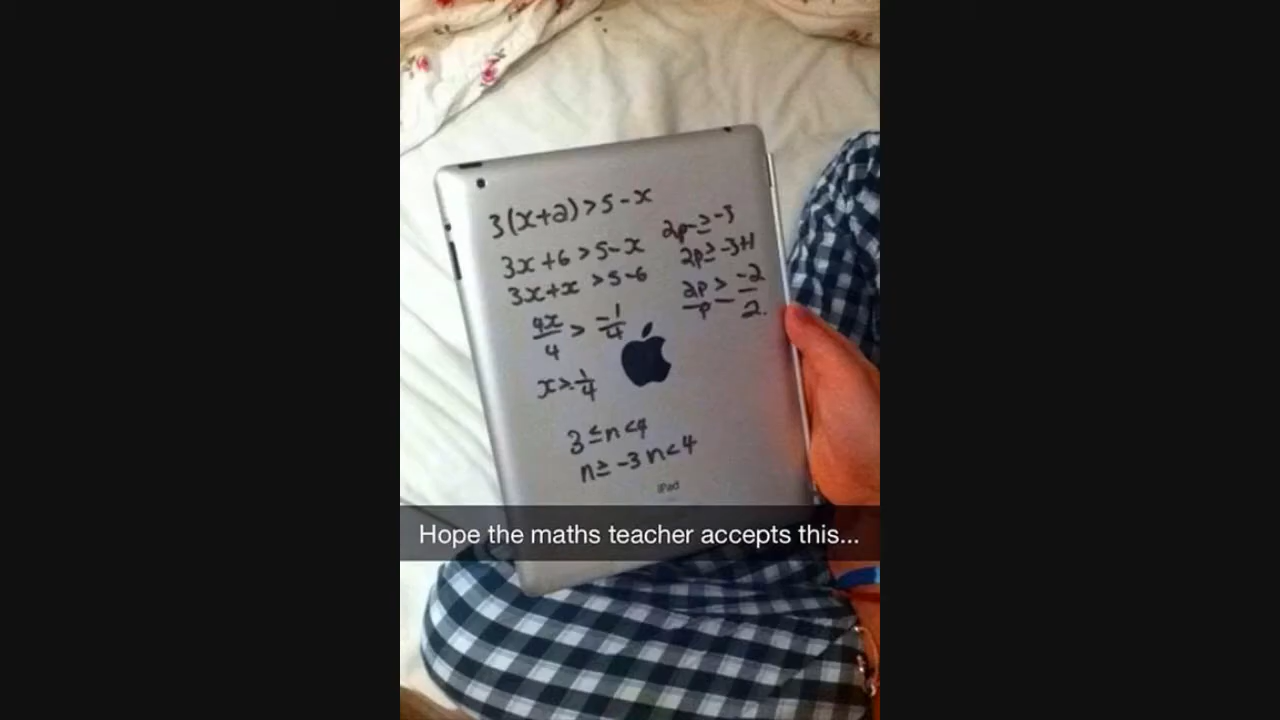 3(x+2)>5-x
3x+6>5-x
3x+x >5-6
4x/4 > -1/4
x>-1/4
2p-≥-3
2p≥-3+1
2p/p ≥ -2/2.
3≤n<4
n≥-3 n<4
iPad
Hope the maths teacher accepts this...